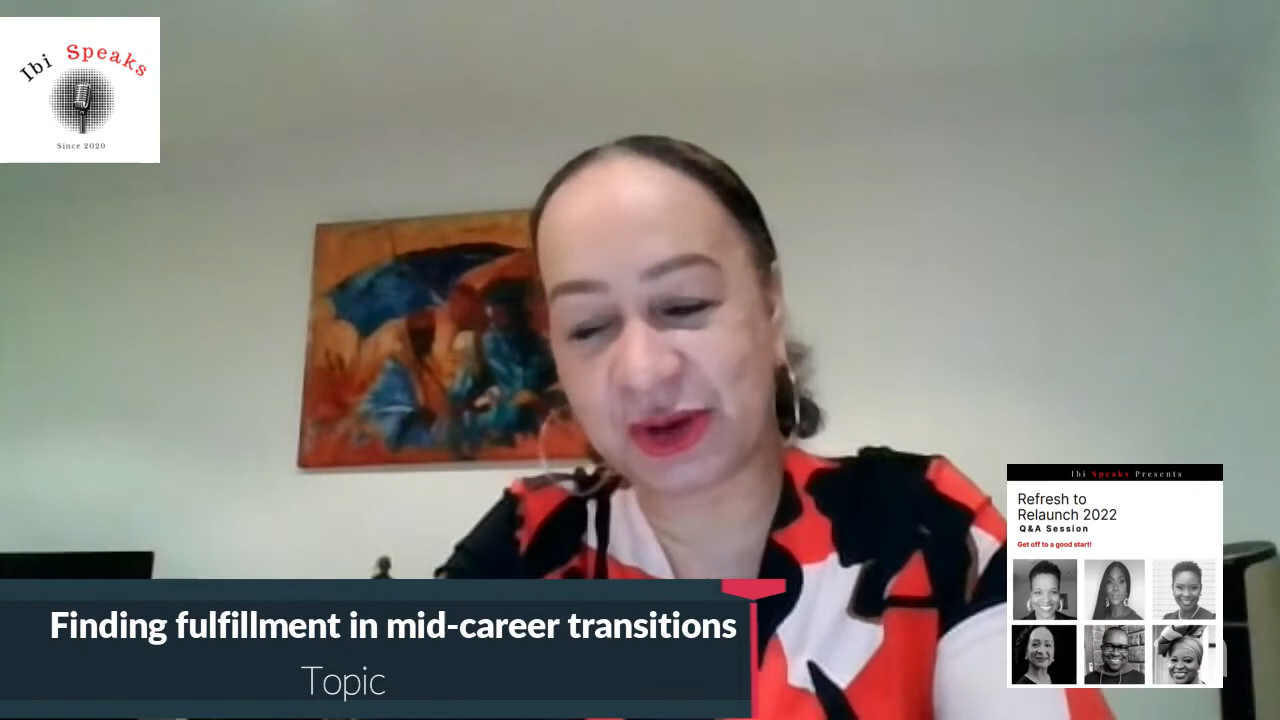 Ibi Speaks
Since 2020
Ibi Speaks Presents
Refresh to
Relaunch 2022
Q&A Session
Get off to a good start!
Finding fulfillment in mid-career transitions
Topic